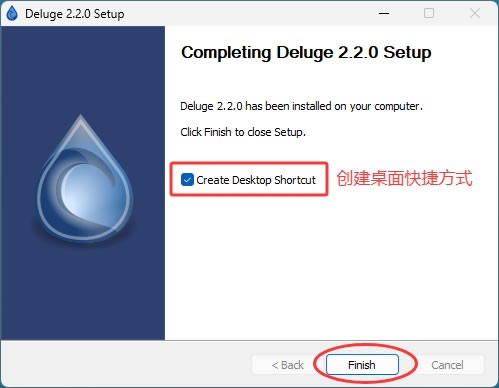 Deluge 2.2.0 Setup
Completing Deluge 2.2.0 Setup
Deluge 2.2.0 has been installed on your computer.
Click Finish to close Setup.
Create Desktop Shortcut 创建桌面快捷方式
< Back Finish Cancel